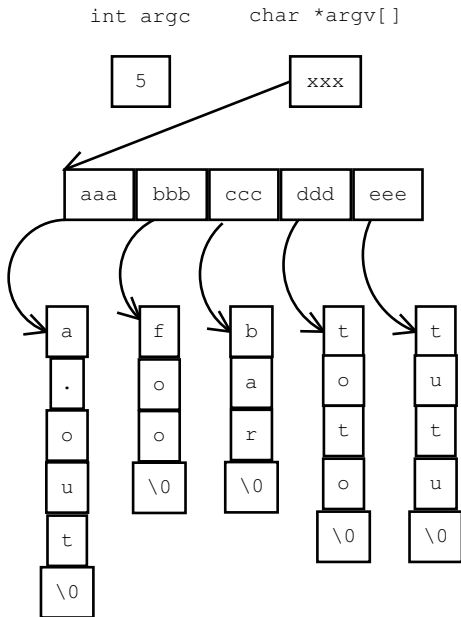 int argc char *argv[]
5 xxx
aaa bbb ccc ddd eee
a f b t t
. o a o u
o o r t t
u \0 \0 o u
t \0 \0
\0